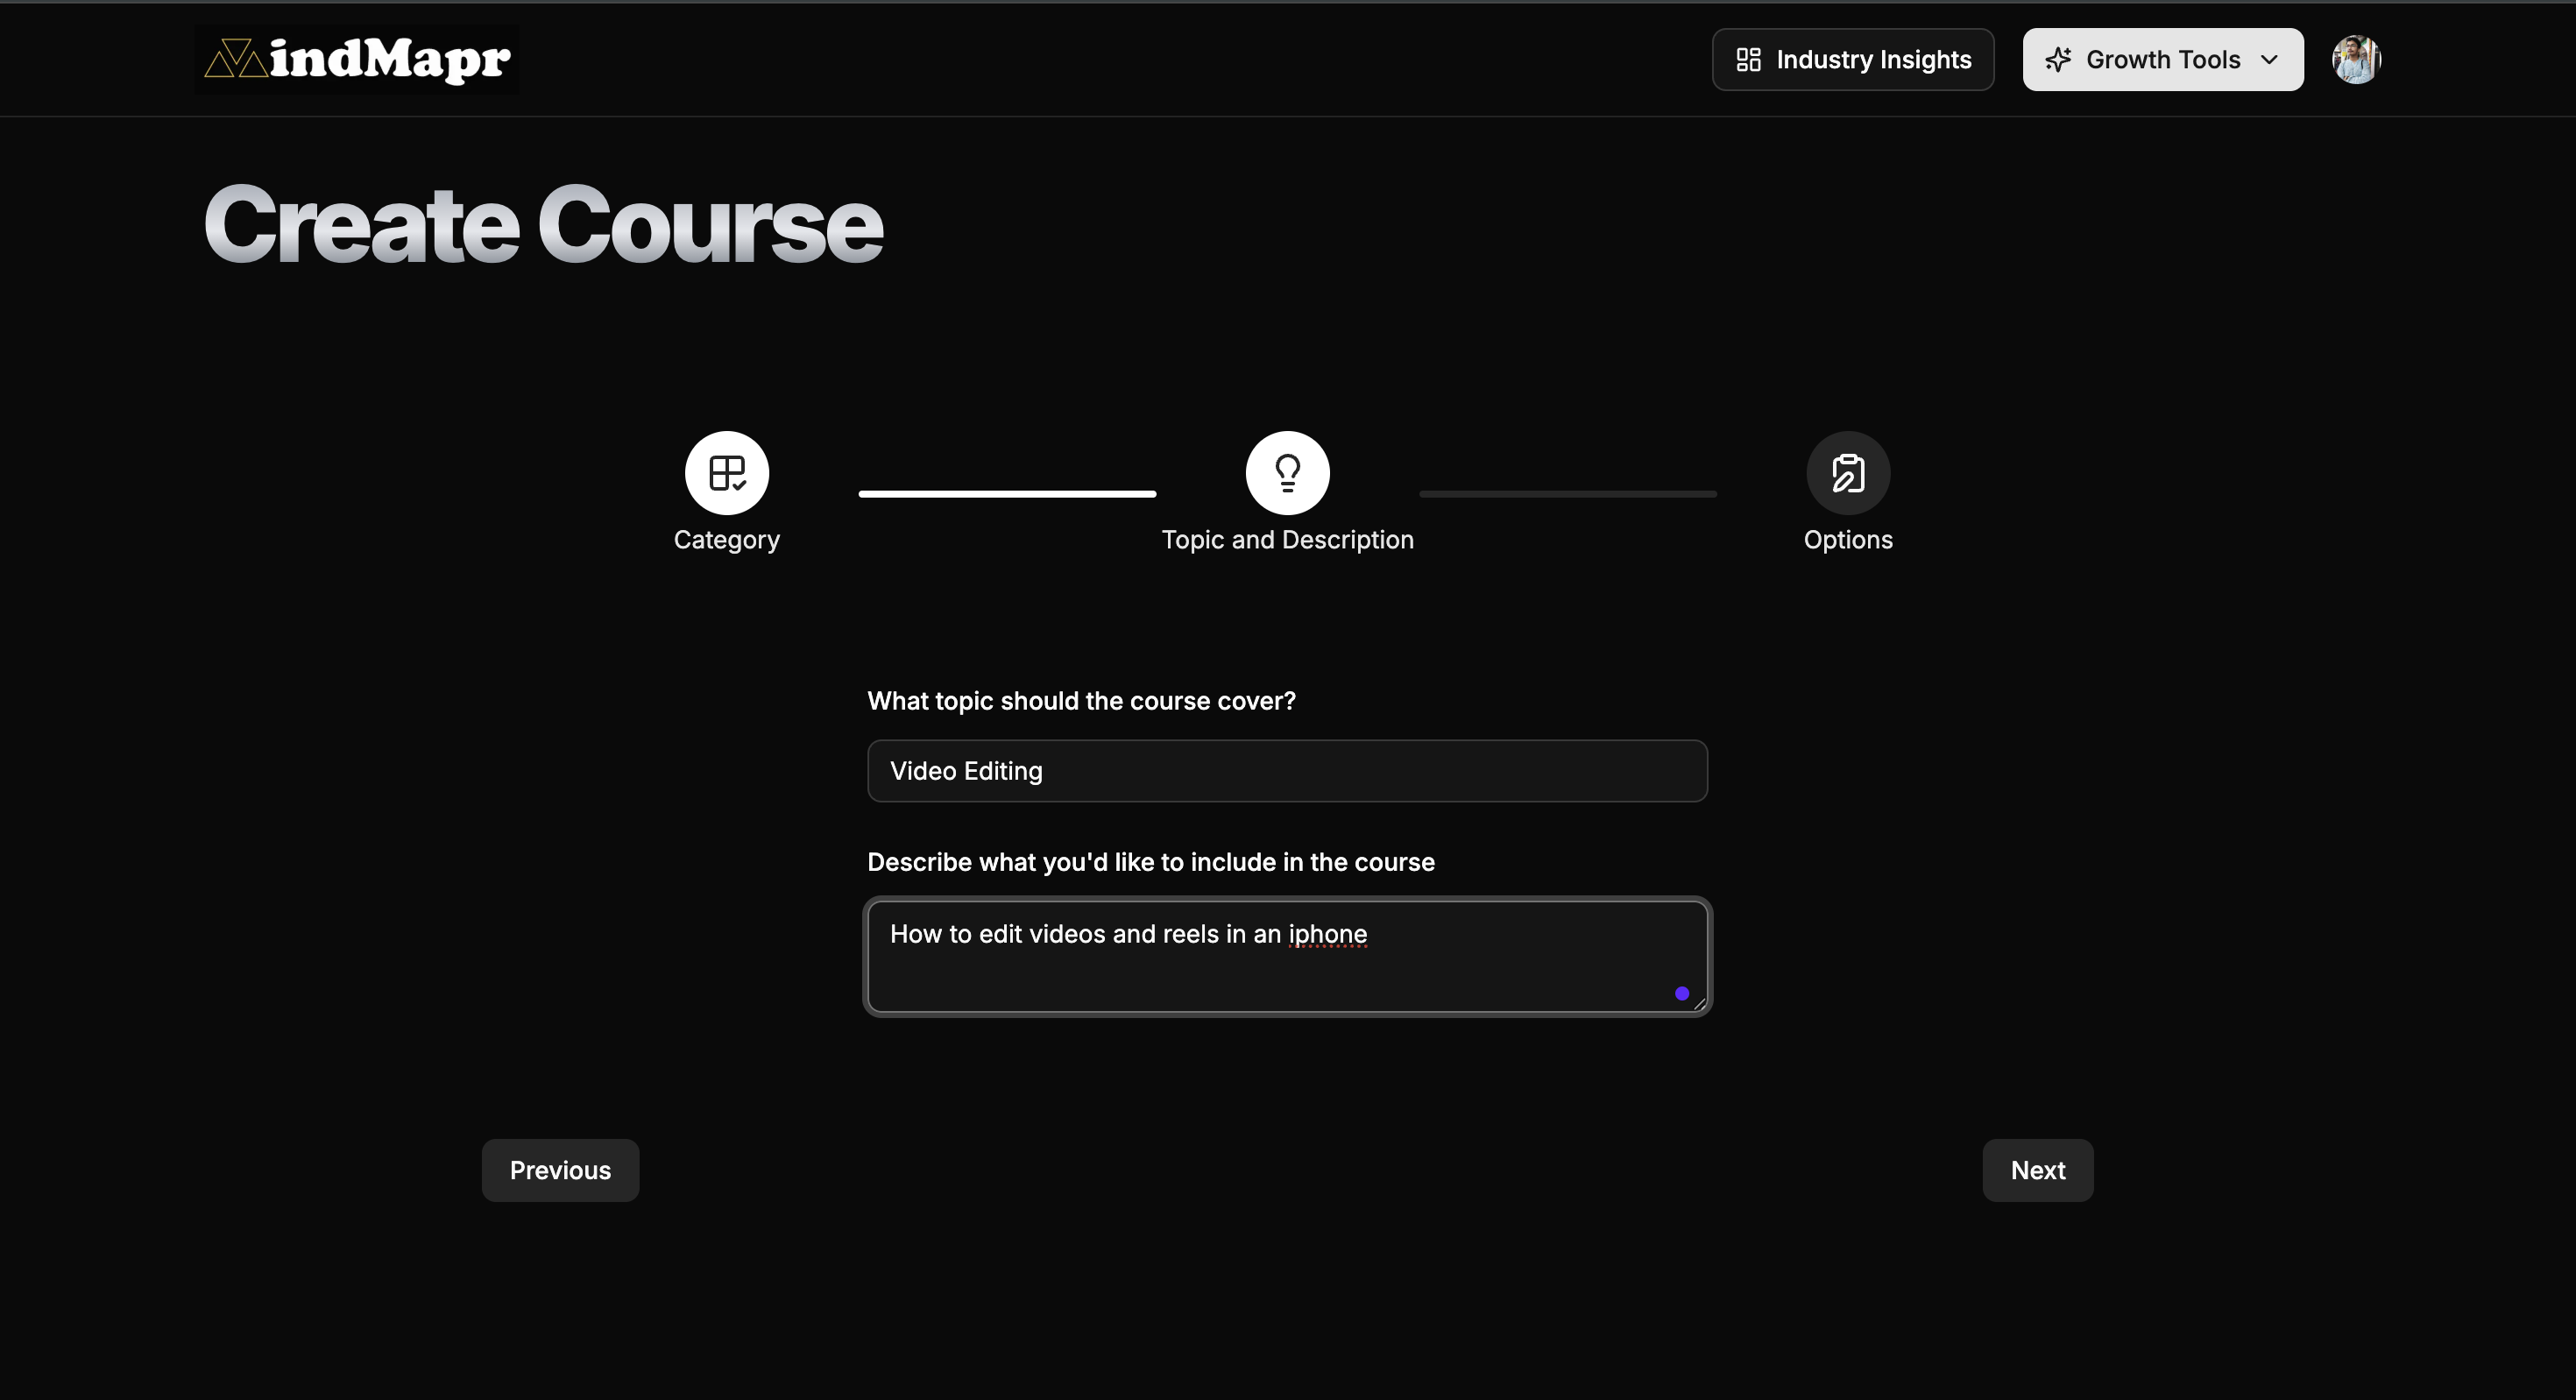 MindMapr
Industry Insights
Growth Tools
Create Course
Category
Topic and Description
Options
What topic should the course cover?
Video Editing
Describe what you'd like to include in the course
How to edit videos and reels in an iphone
Previous
Next